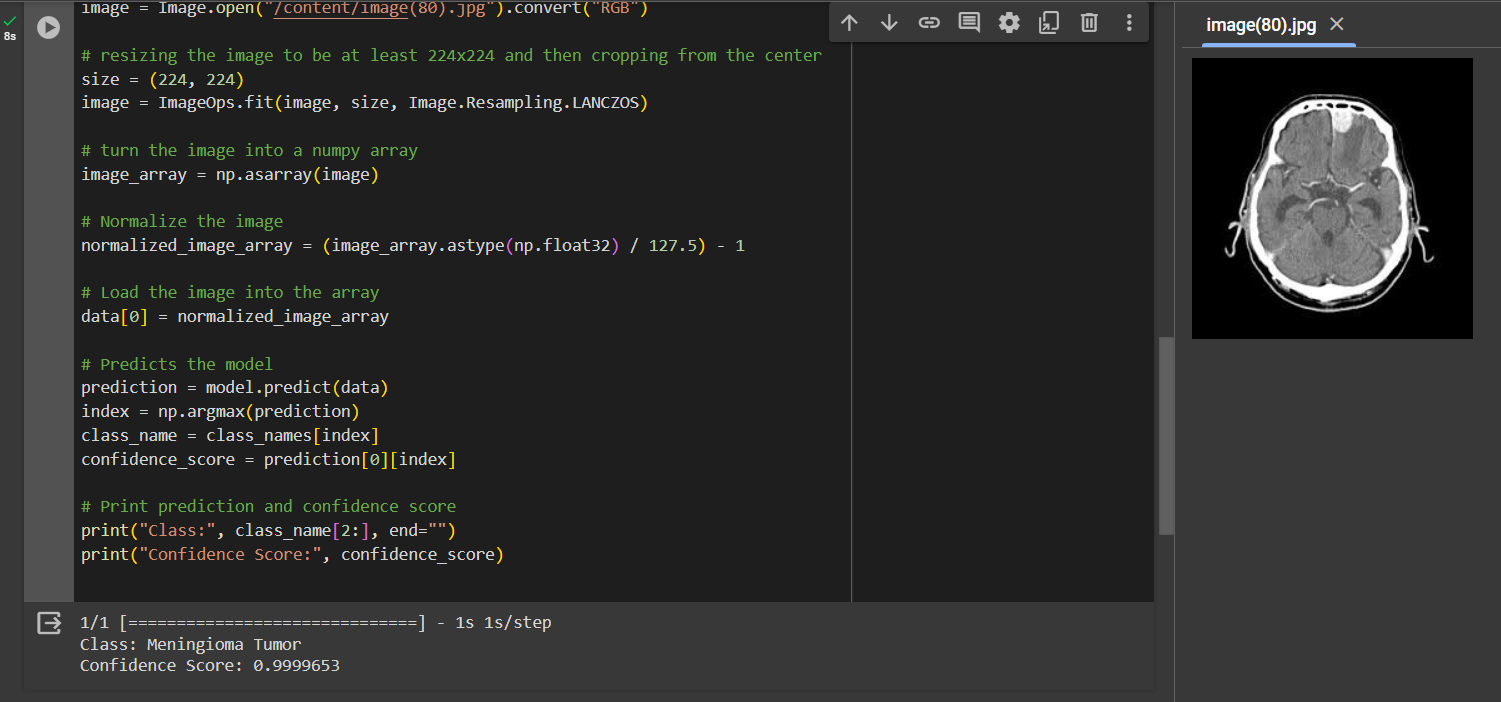 8s
image = Image.open("/content/image(80).jpg").convert("RGB")
# resizing the image to be at least 224x224 and then cropping from the center
size = (224, 224)
image = ImageOps.fit(image, size, Image.Resampling.LANCZOS)
# turn the image into a numpy array
image_array = np.asarray(image)
# Normalize the image
normalized_image_array = (image_array.astype(np.float32) / 127.5) - 1
# Load the image into the array
data[0] = normalized_image_array
# Predicts the model
prediction = model.predict(data)
index = np.argmax(prediction)
class_name = class_names[index]
confidence_score = prediction[0][index]
# Print prediction and confidence score
print("Class:", class_name[2:], end="")
print("Confidence Score:", confidence_score)
1/1 [==============================] - 1s 1s/step
Class: Meningioma Tumor
Confidence Score: 0.9999653
image(80).jpg